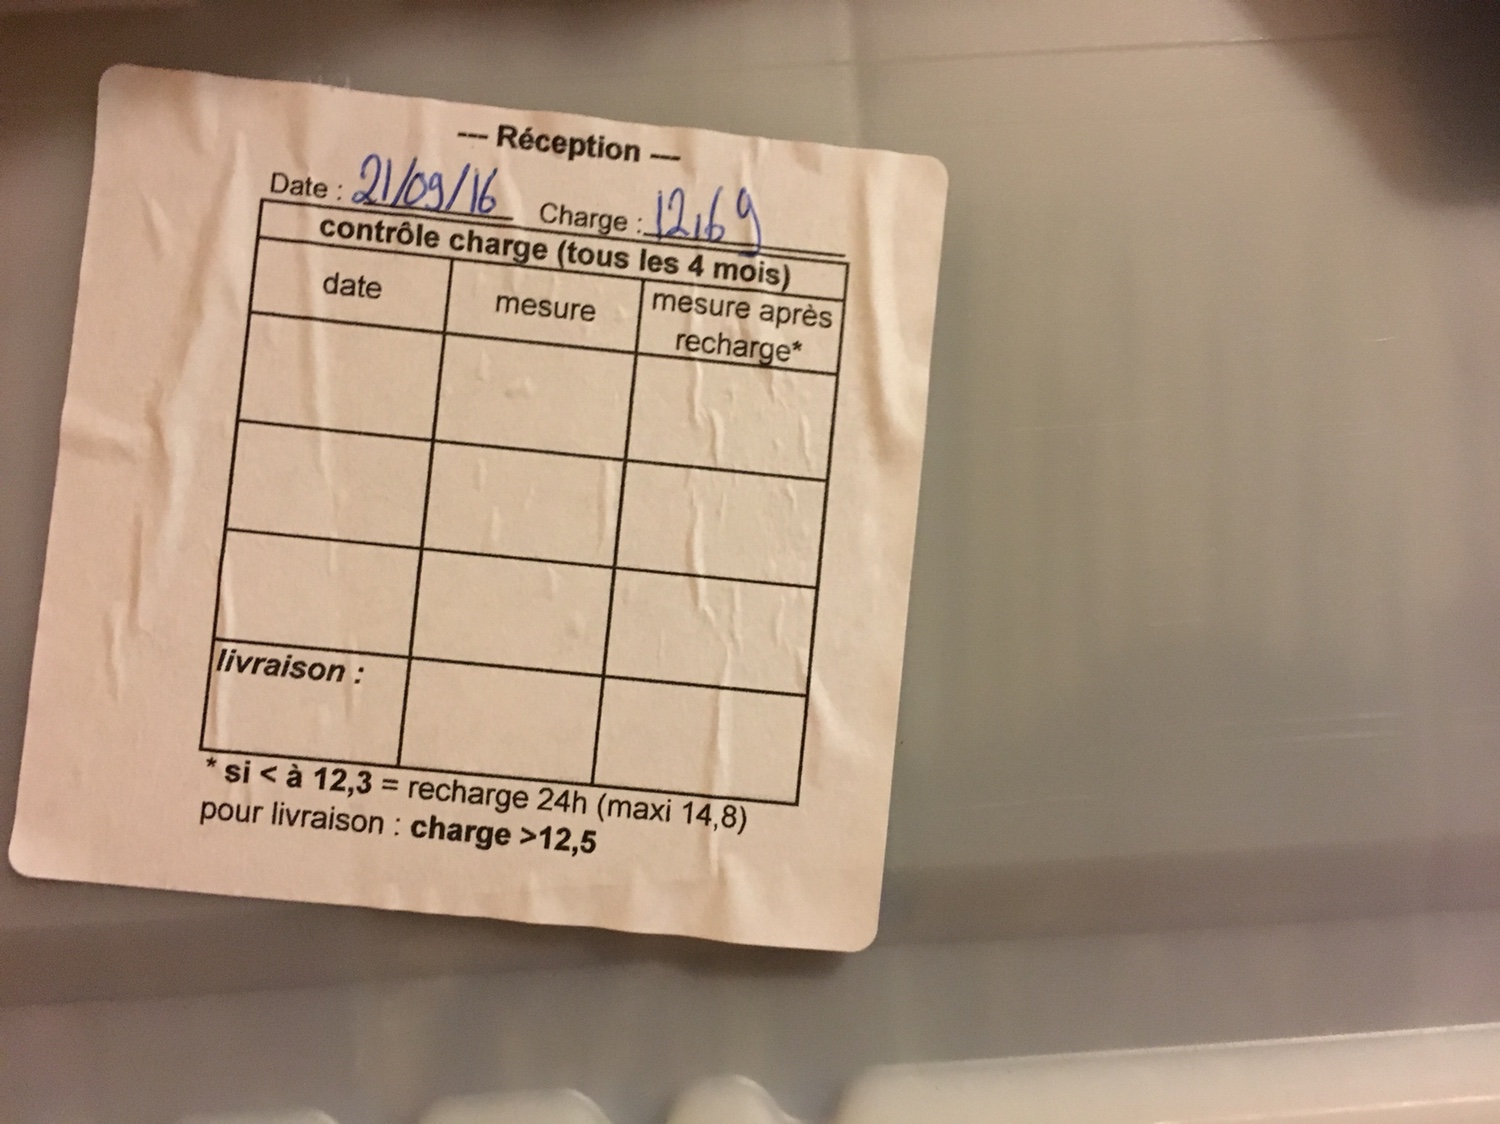 --- Réception ---
Date : 21/09/16 Charge : 12,69
contrôle charge (tous les 4 mois)
date mesure mesure après
recharge*
livraison :
* si < à 12,3 = recharge 24h (maxi 14,8)
pour livraison : charge >12,5